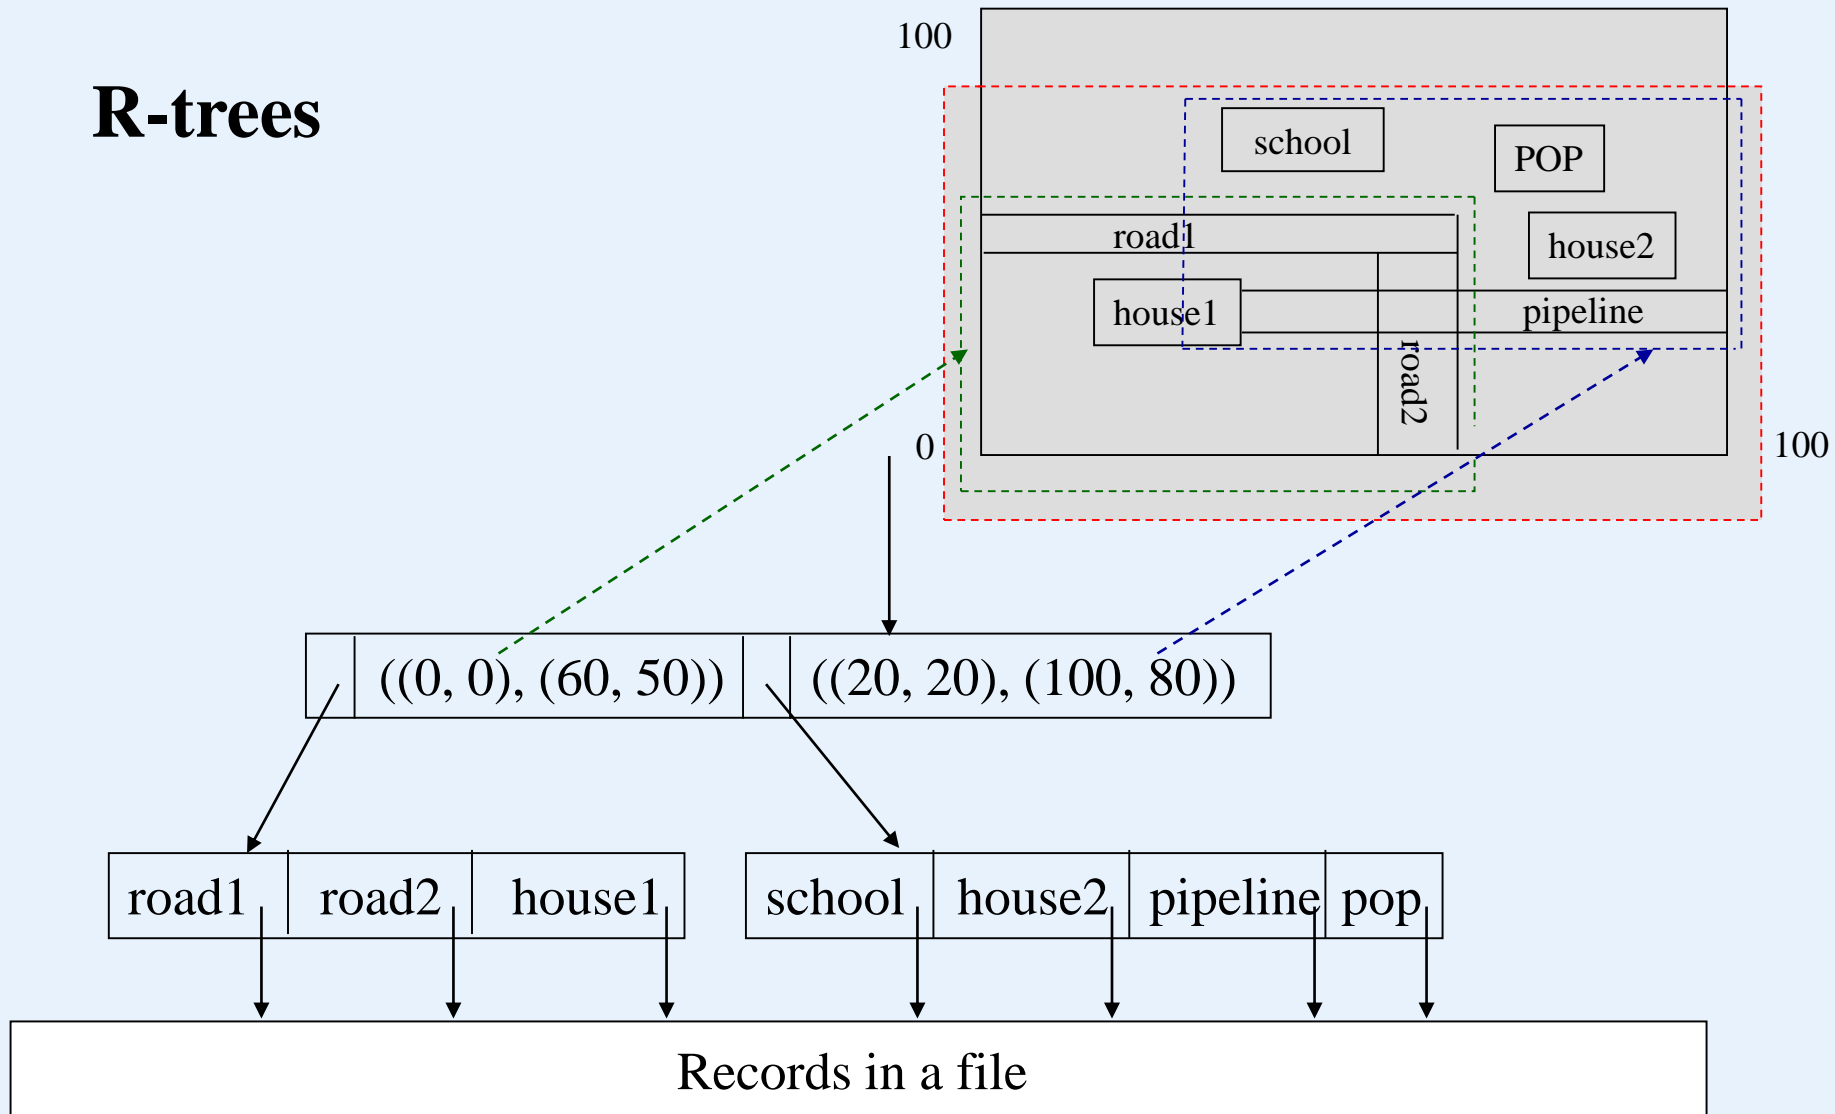 R-trees
100
school
POP
road1
house2
house1
pipeline
road2
0
100
((0, 0), (60, 50))
((20, 20), (100, 80))
road1
road2
house1
school
house2
pipeline
pop
Records in a file